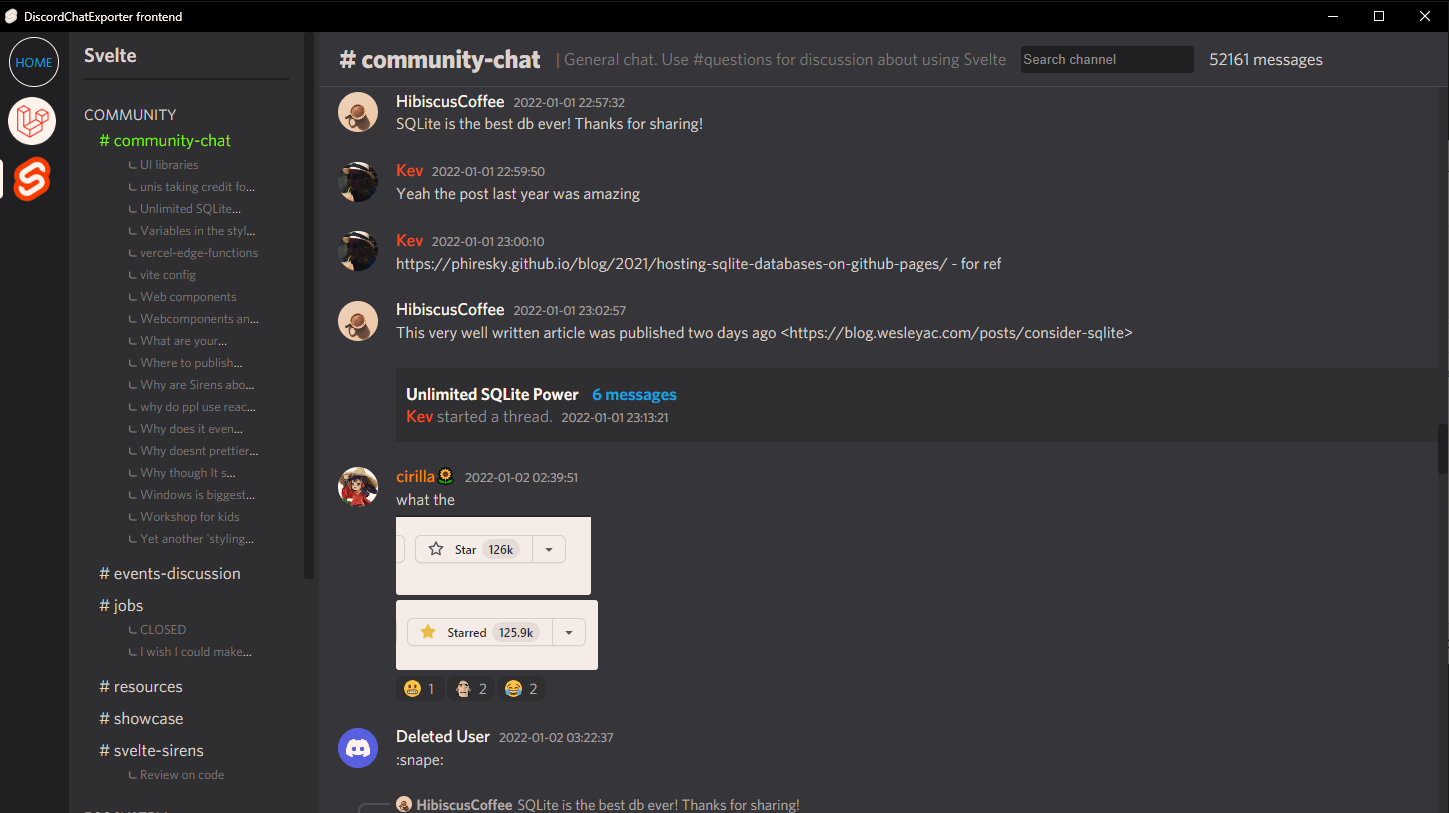 DiscordChatExporter frontend
HOME
Svelte
COMMUNITY
# community-chat
UI libraries
unis taking credit fo...
Unlimited SQLite...
Variables in the styl...
vercel-edge-functions
vite config
Web components
Webcomponents an...
What are your...
Where to publish...
Why are Sirens abo...
why do ppl use reac...
Why does it even...
Why doesnt prettier...
Why though It s...
Windows is biggest...
Workshop for kids
Yet another 'styling...
# events-discussion
# jobs
CLOSED
I wish I could make...
# resources
# showcase
# svelte-sirens
Review on code
# community-chat | General chat. Use #questions for discussion about using Svelte Search channel 52161 messages
HibiscusCoffee 2022-01-01 22:57:32
SQLite is the best db ever! Thanks for sharing!
Kev 2022-01-01 22:59:50
Yeah the post last year was amazing
Kev 2022-01-01 23:00:10
https://phiresky.github.io/blog/2021/hosting-sqlite-databases-on-github-pages/ - for ref
HibiscusCoffee 2022-01-01 23:02:57
This very well written article was published two days ago <https://blog.wesleyac.com/posts/consider-sqlite>
Unlimited SQLite Power 6 messages
Kev started a thread. 2022-01-01 23:13:21
cirilla🌻 2022-01-02 02:39:51
what the
Star 126k
Starred 125.9k
😬 1 2 😂 2
Deleted User 2022-01-02 03:22:37
:snape:
HibiscusCoffee SQLite is the best db ever! Thanks for sharing!